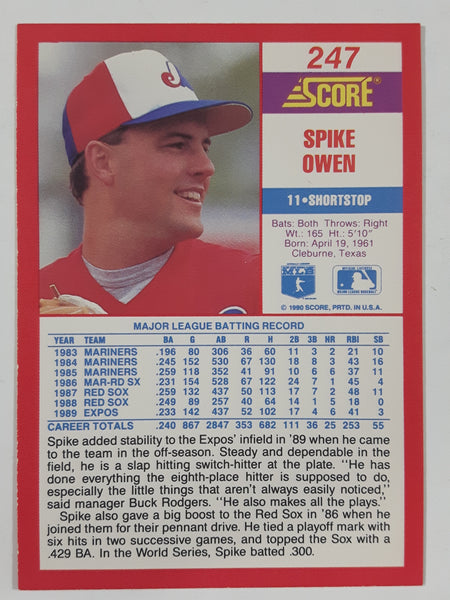 247
SCORE®
SPIKE
OWEN
11•SHORTSTOP
Bats: Both Throws: Right
Wt.: 165 Ht.: 5'10"
Born: April 19, 1961
Cleburne, Texas
© 1990 SCORE, PRTD. IN U.S.A.
MAJOR LEAGUE BATTING RECORD
YEAR TEAM BA G AB R H 2B 3B HR RBI SB
1983 MARINERS .196 80 306 36 60 11 3 2 21 10
1984 MARINERS .245 152 530 67 130 18 8 3 43 16
1985 MARINERS .259 118 352 41 91 10 6 6 37 11
1986 MAR-RD SX .231 154 528 67 122 24 7 1 45 4
1987 RED SOX .259 132 437 50 113 17 7 2 48 11
1988 RED SOX .249 89 257 40 64 14 1 5 18 0
1989 EXPOS .233 142 437 52 102 17 4 6 41 3
CAREER TOTALS .240 867 2847 353 682 111 36 25 253 55
Spike added stability to the Expos' infield in '89 when he came
to the team in the off-season. Steady and dependable in the
field, he is a slap hitting switch-hitter at the plate. "He has
done everything the eighth-place hitter is supposed to do,
especially the little things that aren't always easily noticed,"
said manager Buck Rodgers. "He also makes all the plays."
Spike also gave a big boost to the Red Sox in '86 when he
joined them for their pennant drive. He tied a playoff mark with
six hits in two successive games, and topped the Sox with a
.429 BA. In the World Series, Spike batted .300.